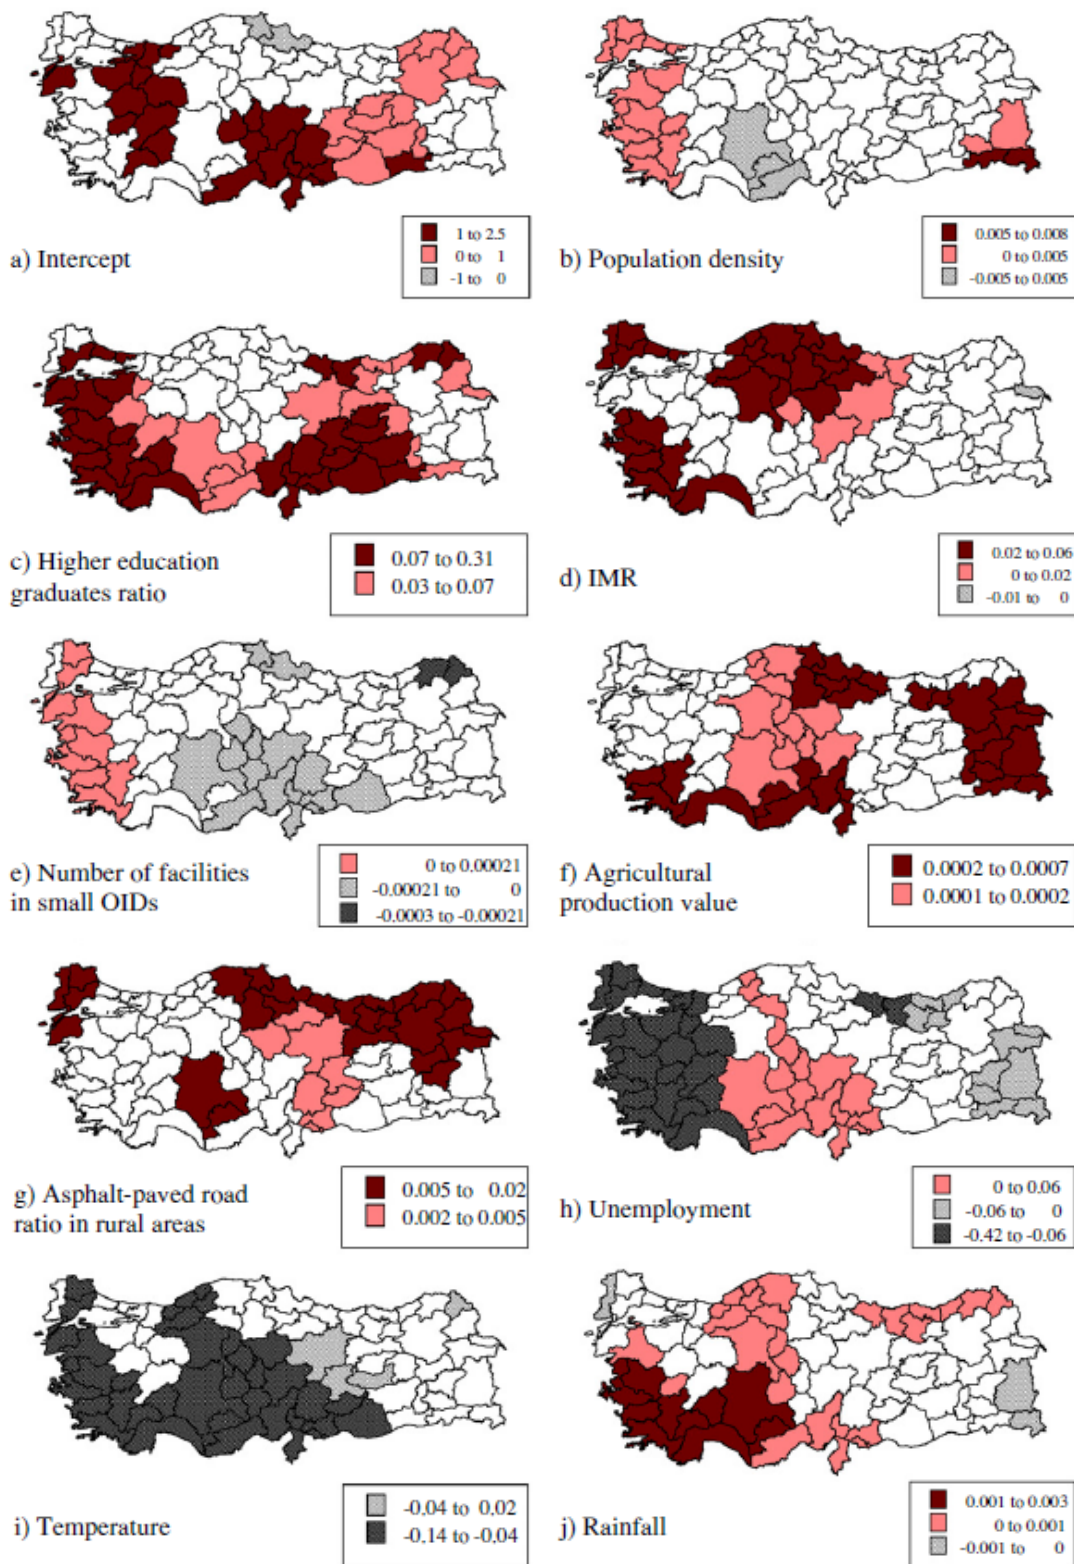 1 to 2.5
0 to 1
-1 to 0
a) Intercept
0.005 to 0.008
0 to 0.005
-0.005 to 0.005
b) Population density
0.07 to 0.31
0.03 to 0.07
c) Higher education
graduates ratio
0.02 to 0.06
0 to 0.02
-0.01 to 0
d) IMR
0 to 0.00021
-0.00021 to 0
-0.0003 to -0.00021
e) Number of facilities
in small OIDs
0.0002 to 0.0007
0.0001 to 0.0002
f) Agricultural
production value
0.005 to 0.02
0.002 to 0.005
g) Asphalt-paved road
ratio in rural areas
0 to 0.06
-0.06 to 0
-0.42 to -0.06
h) Unemployment
-0.04 to 0.02
-0.14 to -0.04
i) Temperature
0.001 to 0.003
0 to 0.001
-0.001 to 0
j) Rainfall